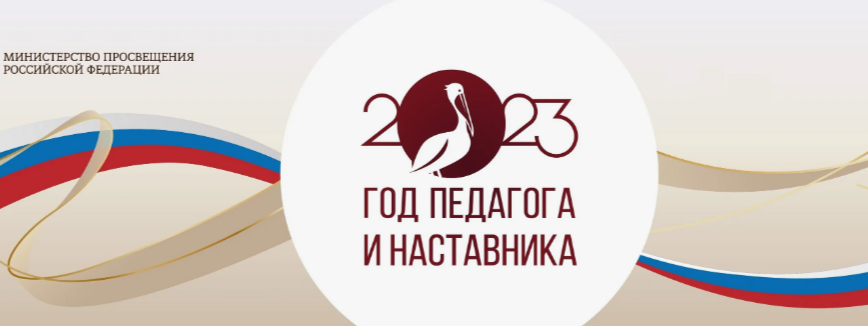 МИНИСТЕРСТВО ПРОСВЕЩЕНИЯ
РОССИЙСКОЙ ФЕДЕРАЦИИ
2023
ГОД ПЕДАГОГА
И НАСТАВНИКА